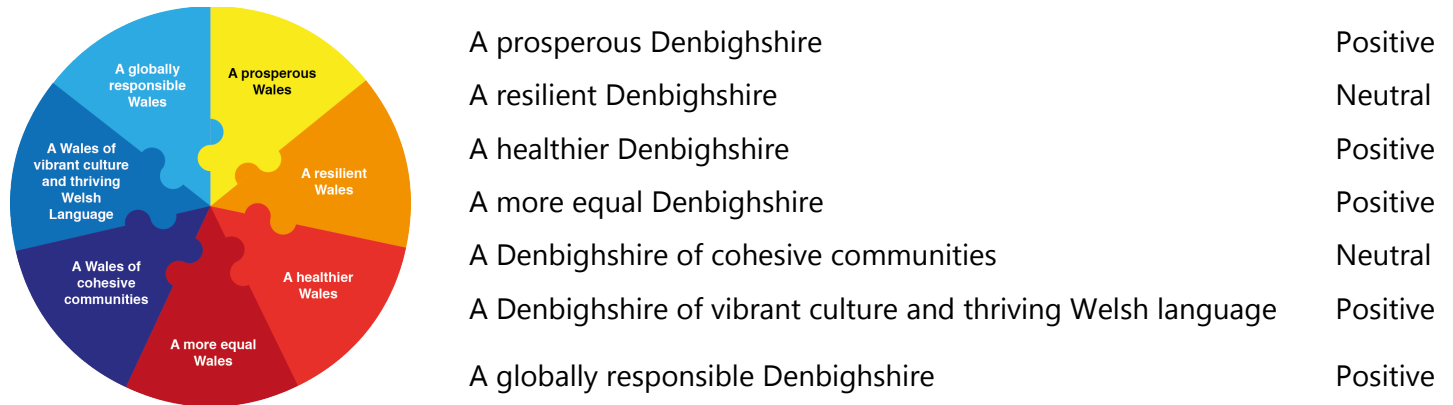 A globally
responsible
Wales
A prosperous
Wales
A resilient
Wales
A healthier
Wales
A more equal
Wales
A Wales of
cohesive
communities
A Wales of
vibrant culture
and thriving
Welsh
Language
A prosperous Denbighshire Positive
A resilient Denbighshire Neutral
A healthier Denbighshire Positive
A more equal Denbighshire Positive
A Denbighshire of cohesive communities Neutral
A Denbighshire of vibrant culture and thriving Welsh language Positive
A globally responsible Denbighshire Positive